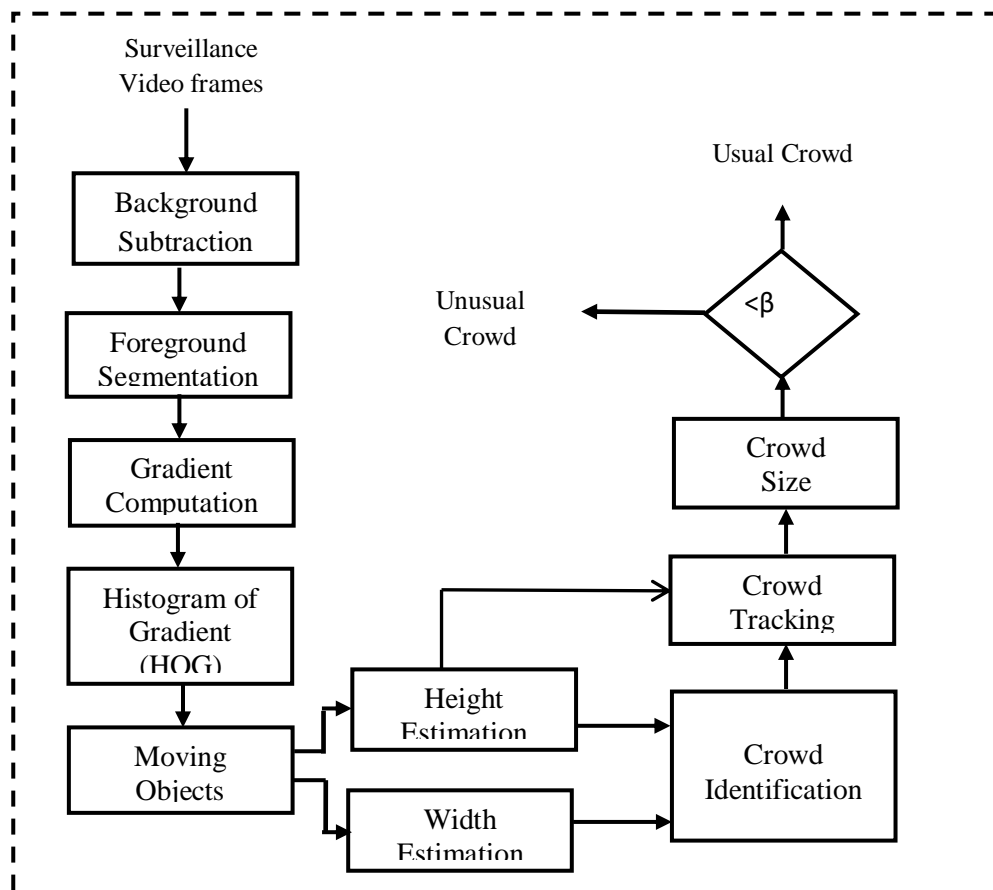 Surveillance
Video frames
Background
Subtraction
Foreground
Segmentation
Gradient
Computation
Histogram of
Gradient
(HOG)
Moving
Objects
Height
Estimation
Width
Estimation
Crowd
Identification
Crowd
Tracking
Crowd
Size
<β
Unusual
Crowd
Usual Crowd